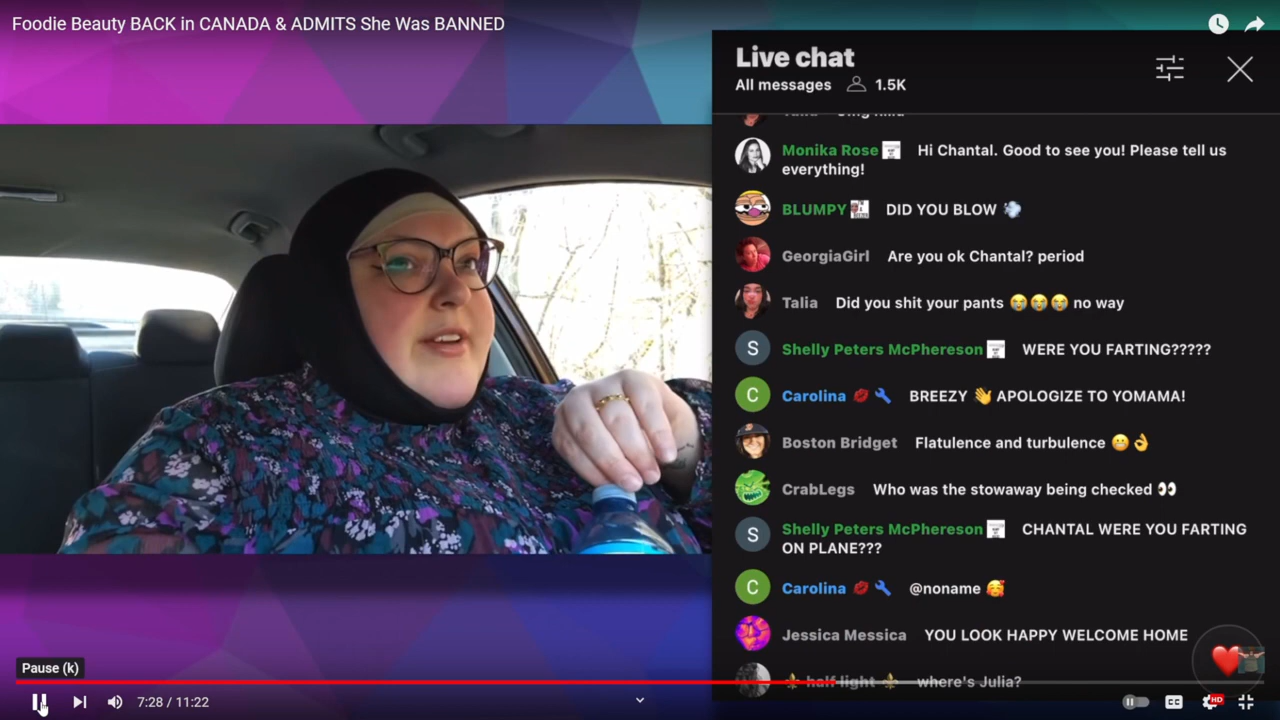 Foodie Beauty BACK in CANADA & ADMITS She Was BANNED
Live chat
All messages 1.5K
Monika Rose Hi Chantal. Good to see you! Please tell us
everything!
BLUMPY DID YOU BLOW 💨
GeorgiaGirl Are you ok Chantal? period
Talia Did you shit your pants 😭😭😭 no way
S Shelly Peters McPhereson WERE YOU FARTING?????
C Carolina 💋 🔧 BREEZY 👋 APOLOGIZE TO YOMAMA!
Boston Bridget Flatulence and turbulence 😬👌
CrabLegs Who was the stowaway being checked 👀
S Shelly Peters McPhereson CHANTAL WERE YOU FARTING
ON PLANE???
C Carolina 💋 🔧 @noname 🥰
Jessica Messica YOU LOOK HAPPY WELCOME HOME
⚜️ half light ⚜️ where's Julia?
Pause (k)
7:28 / 11:22
CC
HD